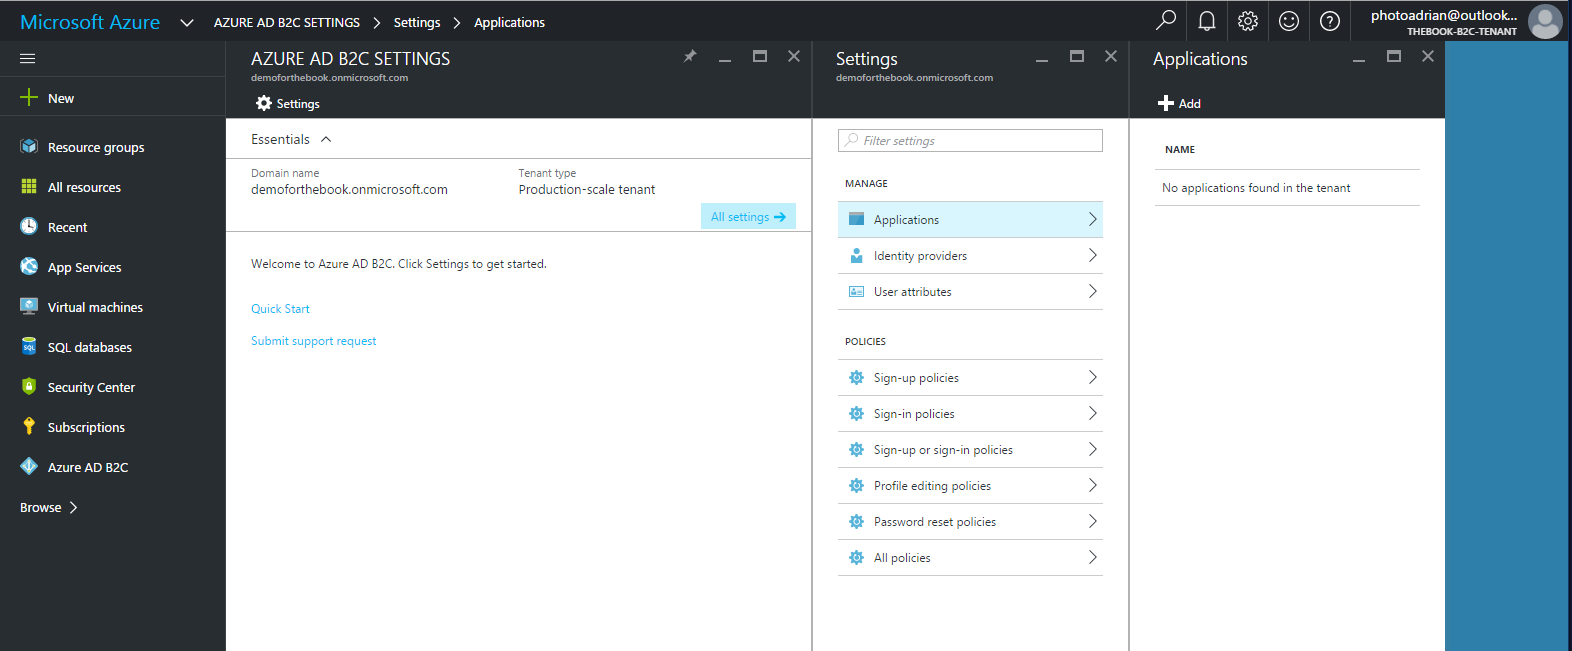 Microsoft Azure
AZURE AD B2C SETTINGS
Settings
Applications
photoadrian@outlook...
THEBOOK-B2C-TENANT
New
Resource groups
All resources
Recent
App Services
Virtual machines
SQL
SQL databases
Security Center
Subscriptions
Azure AD B2C
Browse
AZURE AD B2C SETTINGS
demoforthebook.onmicrosoft.com
Settings
Essentials
Domain name
demoforthebook.onmicrosoft.com
Tenant type
Production-scale tenant
All settings
Welcome to Azure AD B2C. Click Settings to get started.
Quick Start
Submit support request
Settings
demoforthebook.onmicrosoft.com
Filter settings
MANAGE
Applications
Identity providers
User attributes
POLICIES
Sign-up policies
Sign-in policies
Sign-up or sign-in policies
Profile editing policies
Password reset policies
All policies
Applications
Add
NAME
No applications found in the tenant